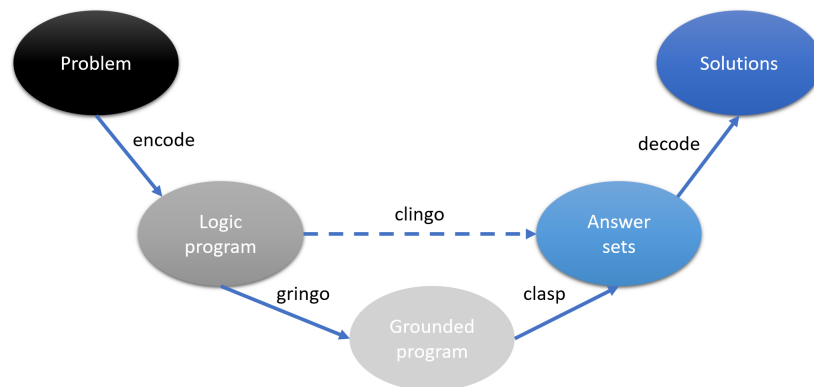 Problem
Solutions
encode
decode
Logic
program
clingo
Answer
sets
gringo
clasp
Grounded
program